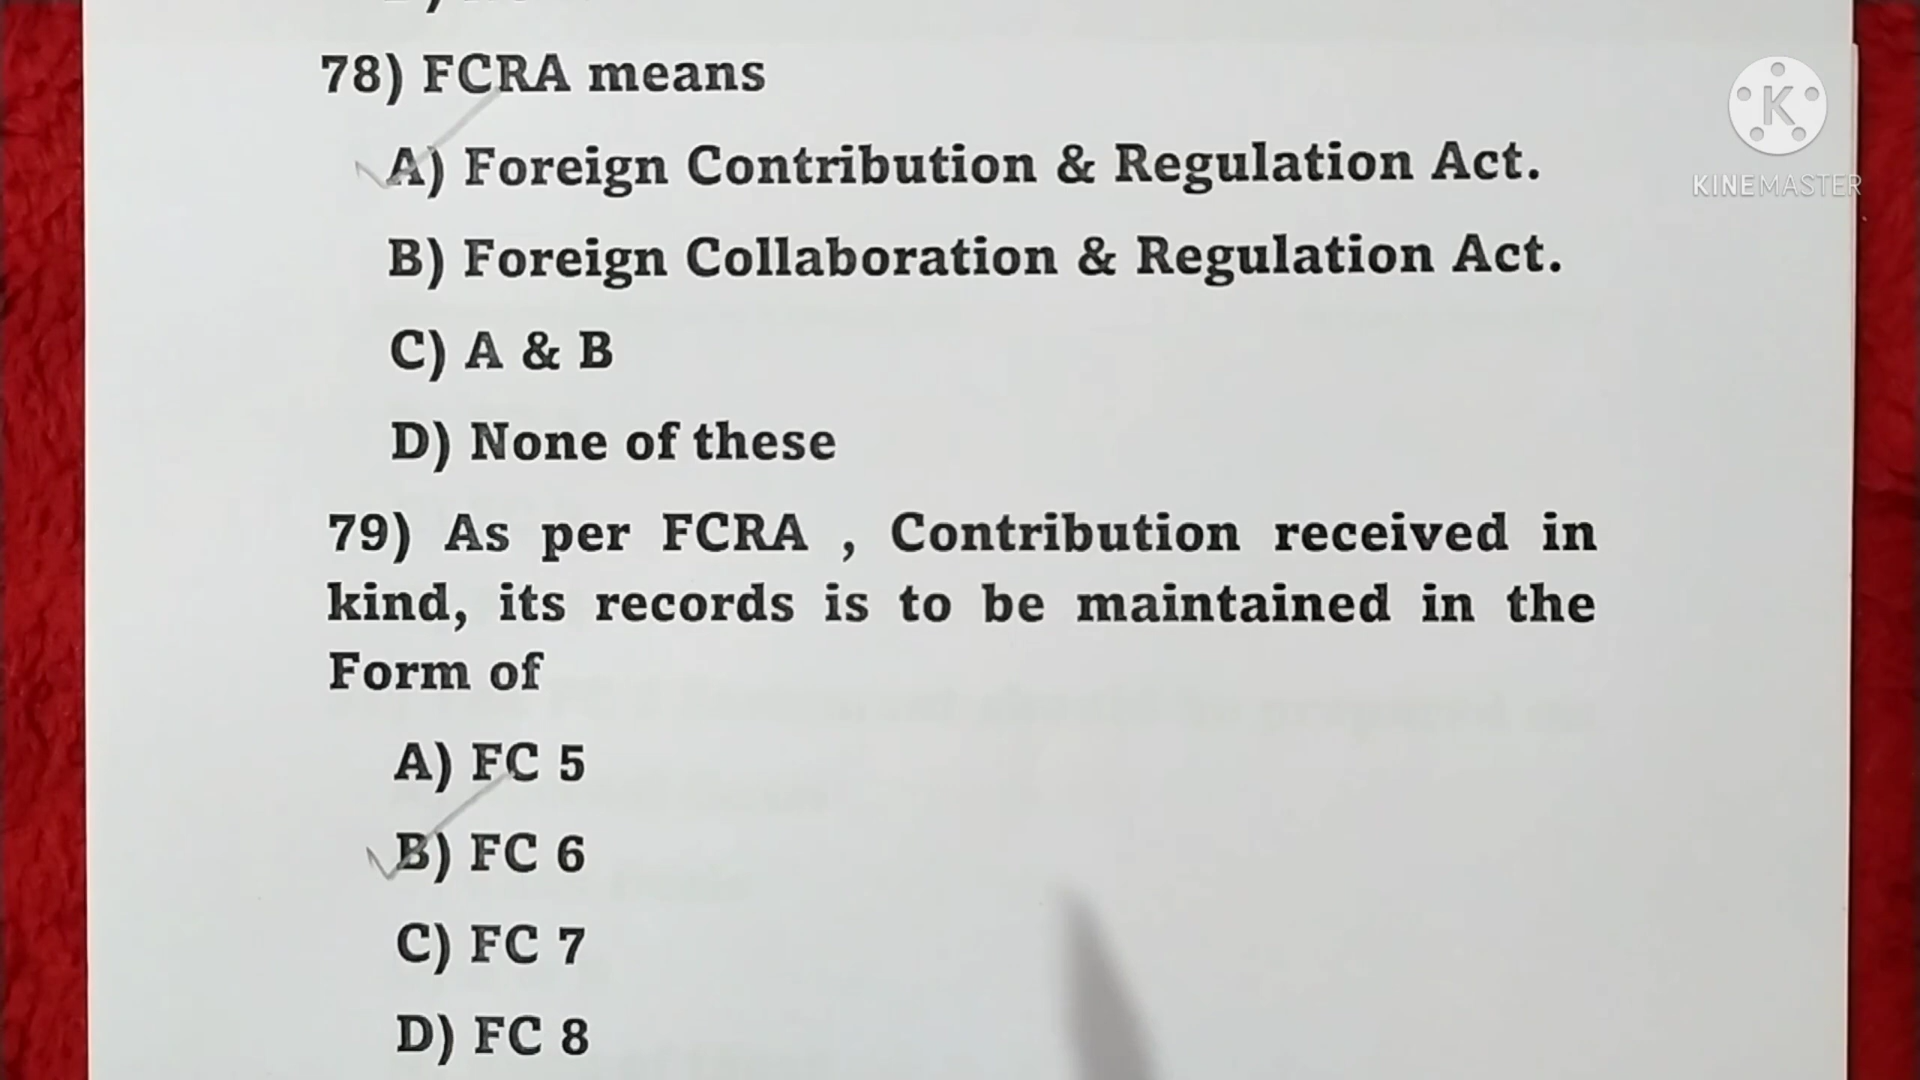 78) FCRA means
A) Foreign Contribution & Regulation Act.
B) Foreign Collaboration & Regulation Act.
C) A & B
D) None of these
79) As per FCRA , Contribution received in
kind, its records is to be maintained in the
Form of
A) FC 5
B) FC 6
C) FC 7
D) FC 8
K
KINEMASTER